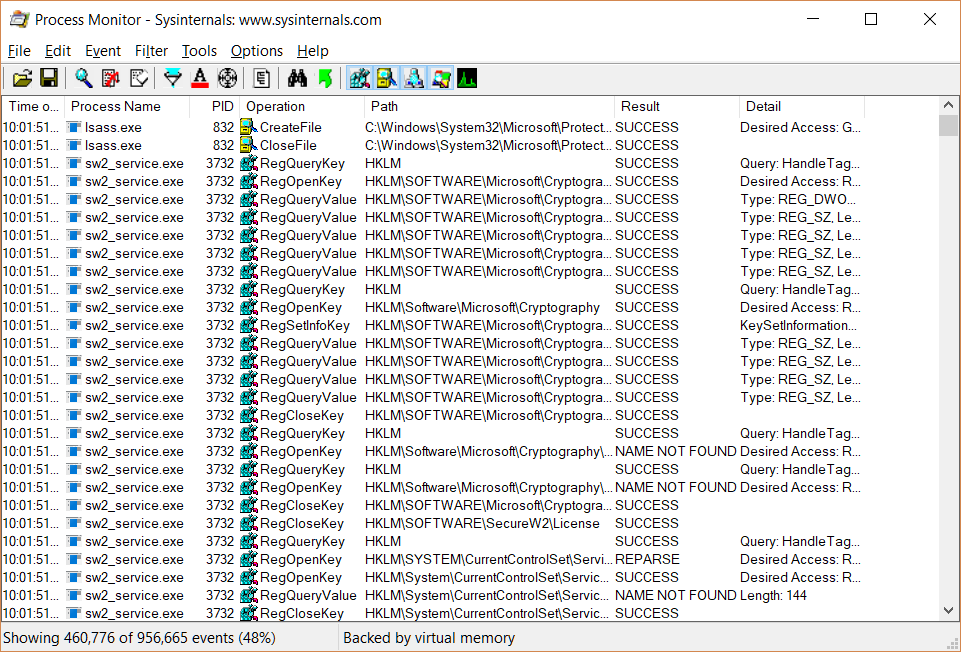 Process Monitor - Sysinternals: www.sysinternals.com
File Edit Event Filter Tools Options Help
Time o... Process Name PID Operation Path Result Detail
10:01:51... lsass.exe 832 CreateFile C:\Windows\System32\Microsoft\Protect... SUCCESS Desired Access: G...
10:01:51... lsass.exe 832 CloseFile C:\Windows\System32\Microsoft\Protect... SUCCESS
10:01:51... sw2_service.exe 3732 RegQueryKey HKLM SUCCESS Query: HandleTag...
10:01:51... sw2_service.exe 3732 RegOpenKey HKLM\SOFTWARE\Microsoft\Cryptogra... SUCCESS Desired Access: R...
10:01:51... sw2_service.exe 3732 RegQueryValue HKLM\SOFTWARE\Microsoft\Cryptogra... SUCCESS Type: REG_DWO...
10:01:51... sw2_service.exe 3732 RegQueryValue HKLM\SOFTWARE\Microsoft\Cryptogra... SUCCESS Type: REG_SZ, Le...
10:01:51... sw2_service.exe 3732 RegQueryValue HKLM\SOFTWARE\Microsoft\Cryptogra... SUCCESS Type: REG_SZ, Le...
10:01:51... sw2_service.exe 3732 RegQueryValue HKLM\SOFTWARE\Microsoft\Cryptogra... SUCCESS Type: REG_SZ, Le...
10:01:51... sw2_service.exe 3732 RegQueryValue HKLM\SOFTWARE\Microsoft\Cryptogra... SUCCESS Type: REG_SZ, Le...
10:01:51... sw2_service.exe 3732 RegQueryKey HKLM SUCCESS Query: HandleTag...
10:01:51... sw2_service.exe 3732 RegOpenKey HKLM\Software\Microsoft\Cryptography SUCCESS Desired Access: R...
10:01:51... sw2_service.exe 3732 RegSetInfoKey HKLM\SOFTWARE\Microsoft\Cryptogra... SUCCESS KeySetInformation...
10:01:51... sw2_service.exe 3732 RegQueryValue HKLM\SOFTWARE\Microsoft\Cryptogra... SUCCESS Type: REG_SZ, Le...
10:01:51... sw2_service.exe 3732 RegQueryValue HKLM\SOFTWARE\Microsoft\Cryptogra... SUCCESS Type: REG_SZ, Le...
10:01:51... sw2_service.exe 3732 RegQueryValue HKLM\SOFTWARE\Microsoft\Cryptogra... SUCCESS Type: REG_SZ, Le...
10:01:51... sw2_service.exe 3732 RegQueryValue HKLM\SOFTWARE\Microsoft\Cryptogra... SUCCESS Type: REG_SZ, Le...
10:01:51... sw2_service.exe 3732 RegCloseKey HKLM\SOFTWARE\Microsoft\Cryptogra... SUCCESS
10:01:51... sw2_service.exe 3732 RegQueryKey HKLM SUCCESS Query: HandleTag...
10:01:51... sw2_service.exe 3732 RegOpenKey HKLM\Software\Microsoft\Cryptography\... NAME NOT FOUND Desired Access: R...
10:01:51... sw2_service.exe 3732 RegQueryKey HKLM SUCCESS Query: HandleTag...
10:01:51... sw2_service.exe 3732 RegOpenKey HKLM\Software\Microsoft\Cryptography\... NAME NOT FOUND Desired Access: R...
10:01:51... sw2_service.exe 3732 RegCloseKey HKLM\SOFTWARE\Microsoft\Cryptogra... SUCCESS
10:01:51... sw2_service.exe 3732 RegCloseKey HKLM\SOFTWARE\SecureW2\License SUCCESS
10:01:51... sw2_service.exe 3732 RegQueryKey HKLM SUCCESS Query: HandleTag...
10:01:51... sw2_service.exe 3732 RegOpenKey HKLM\SYSTEM\CurrentControlSet\Servi... REPARSE Desired Access: R...
10:01:51... sw2_service.exe 3732 RegOpenKey HKLM\System\CurrentControlSet\Servic... SUCCESS Desired Access: R...
10:01:51... sw2_service.exe 3732 RegQueryValue HKLM\System\CurrentControlSet\Servic... NAME NOT FOUND Length: 144
10:01:51... sw2_service.exe 3732 RegCloseKey HKLM\System\CurrentControlSet\Servic... SUCCESS
Showing 460,776 of 956,665 events (48%) Backed by virtual memory